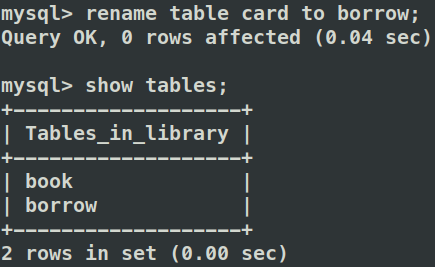 mysql> rename table card to borrow;
Query OK, 0 rows affected (0.04 sec)
mysql> show tables;
+-------------------+
| Tables_in_library |
+-------------------+
| book              |
| borrow            |
+-------------------+
2 rows in set (0.00 sec)